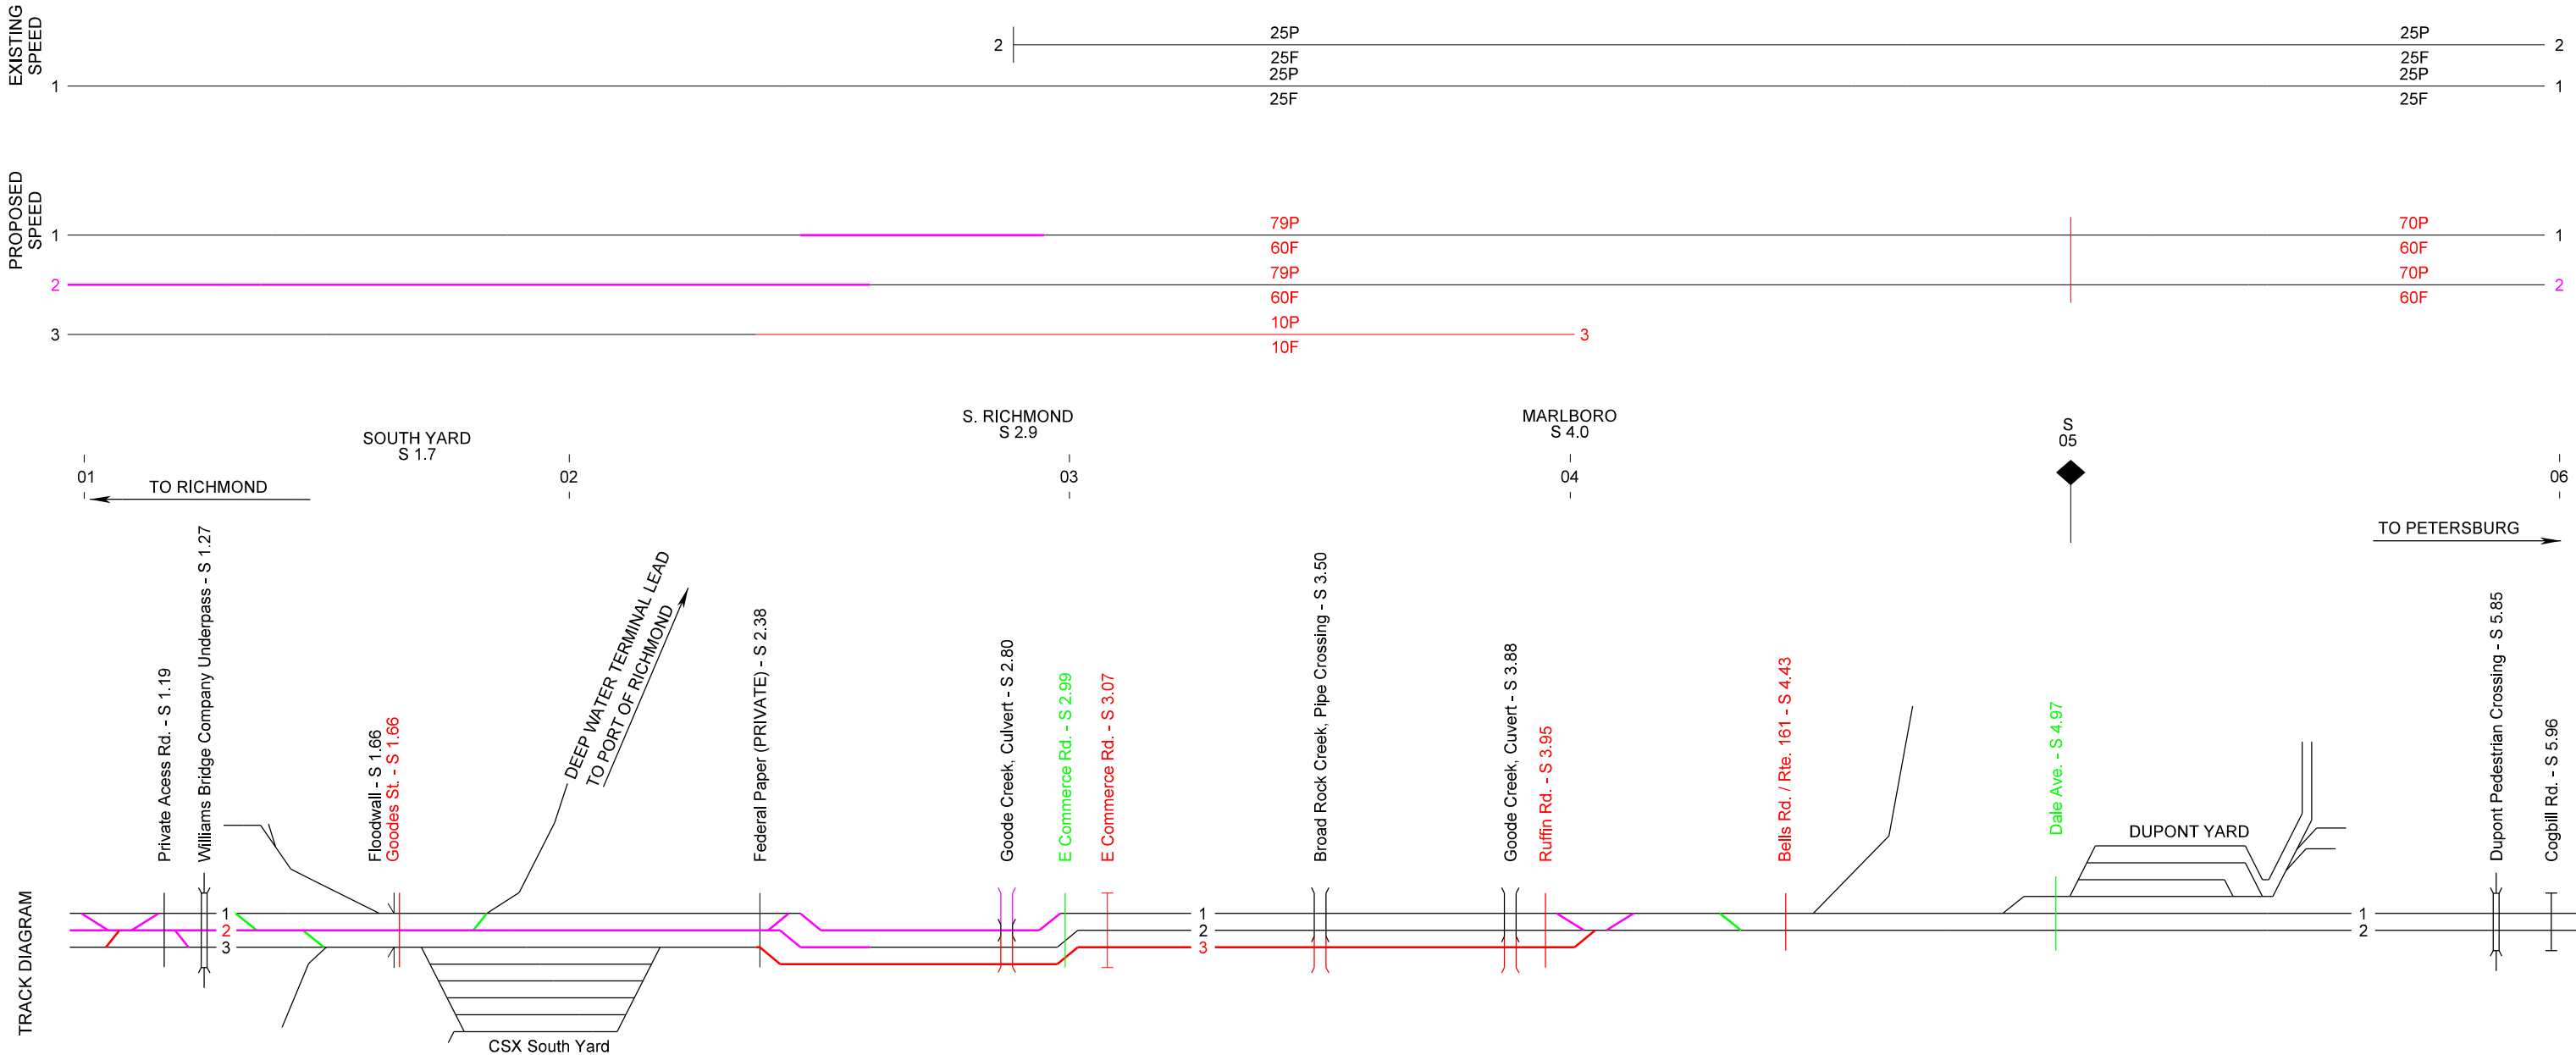 EXISTING
SPEED
2
25P
25P
2
25F
25F
1
25P
25P
1
25F
25F
PROPOSED
SPEED
1
79P
70P
1
60F
60F
2
79P
70P
2
60F
60F
3
10P
3
10F
SOUTH YARD
S 1.7
S. RICHMOND
S 2.9
MARLBORO
S 4.0
S
05
01
02
03
04
06
TO RICHMOND
TO PETERSBURG
Private Acess Rd. - S 1.19
Williams Bridge Company Underpass - S 1.27
Floodwall - S 1.66
Goodes St. - S 1.66
DEEP WATER TERMINAL LEAD
TO PORT OF RICHMOND
Federal Paper (PRIVATE) - S 2.38
Goode Creek, Culvert - S 2.80
E Commerce Rd. - S 2.99
E Commerce Rd. - S 3.07
Broad Rock Creek, Pipe Crossing - S 3.50
Goode Creek, Cuvert - S 3.88
Ruffin Rd. - S 3.95
Bells Rd. / Rte. 161 - S 4.43
Dale Ave. - S 4.97
DUPONT YARD
Dupont Pedestrian Crossing - S 5.85
Cogbill Rd. - S 5.96
TRACK DIAGRAM
1
2
3
1
2
3
1
2
CSX South Yard